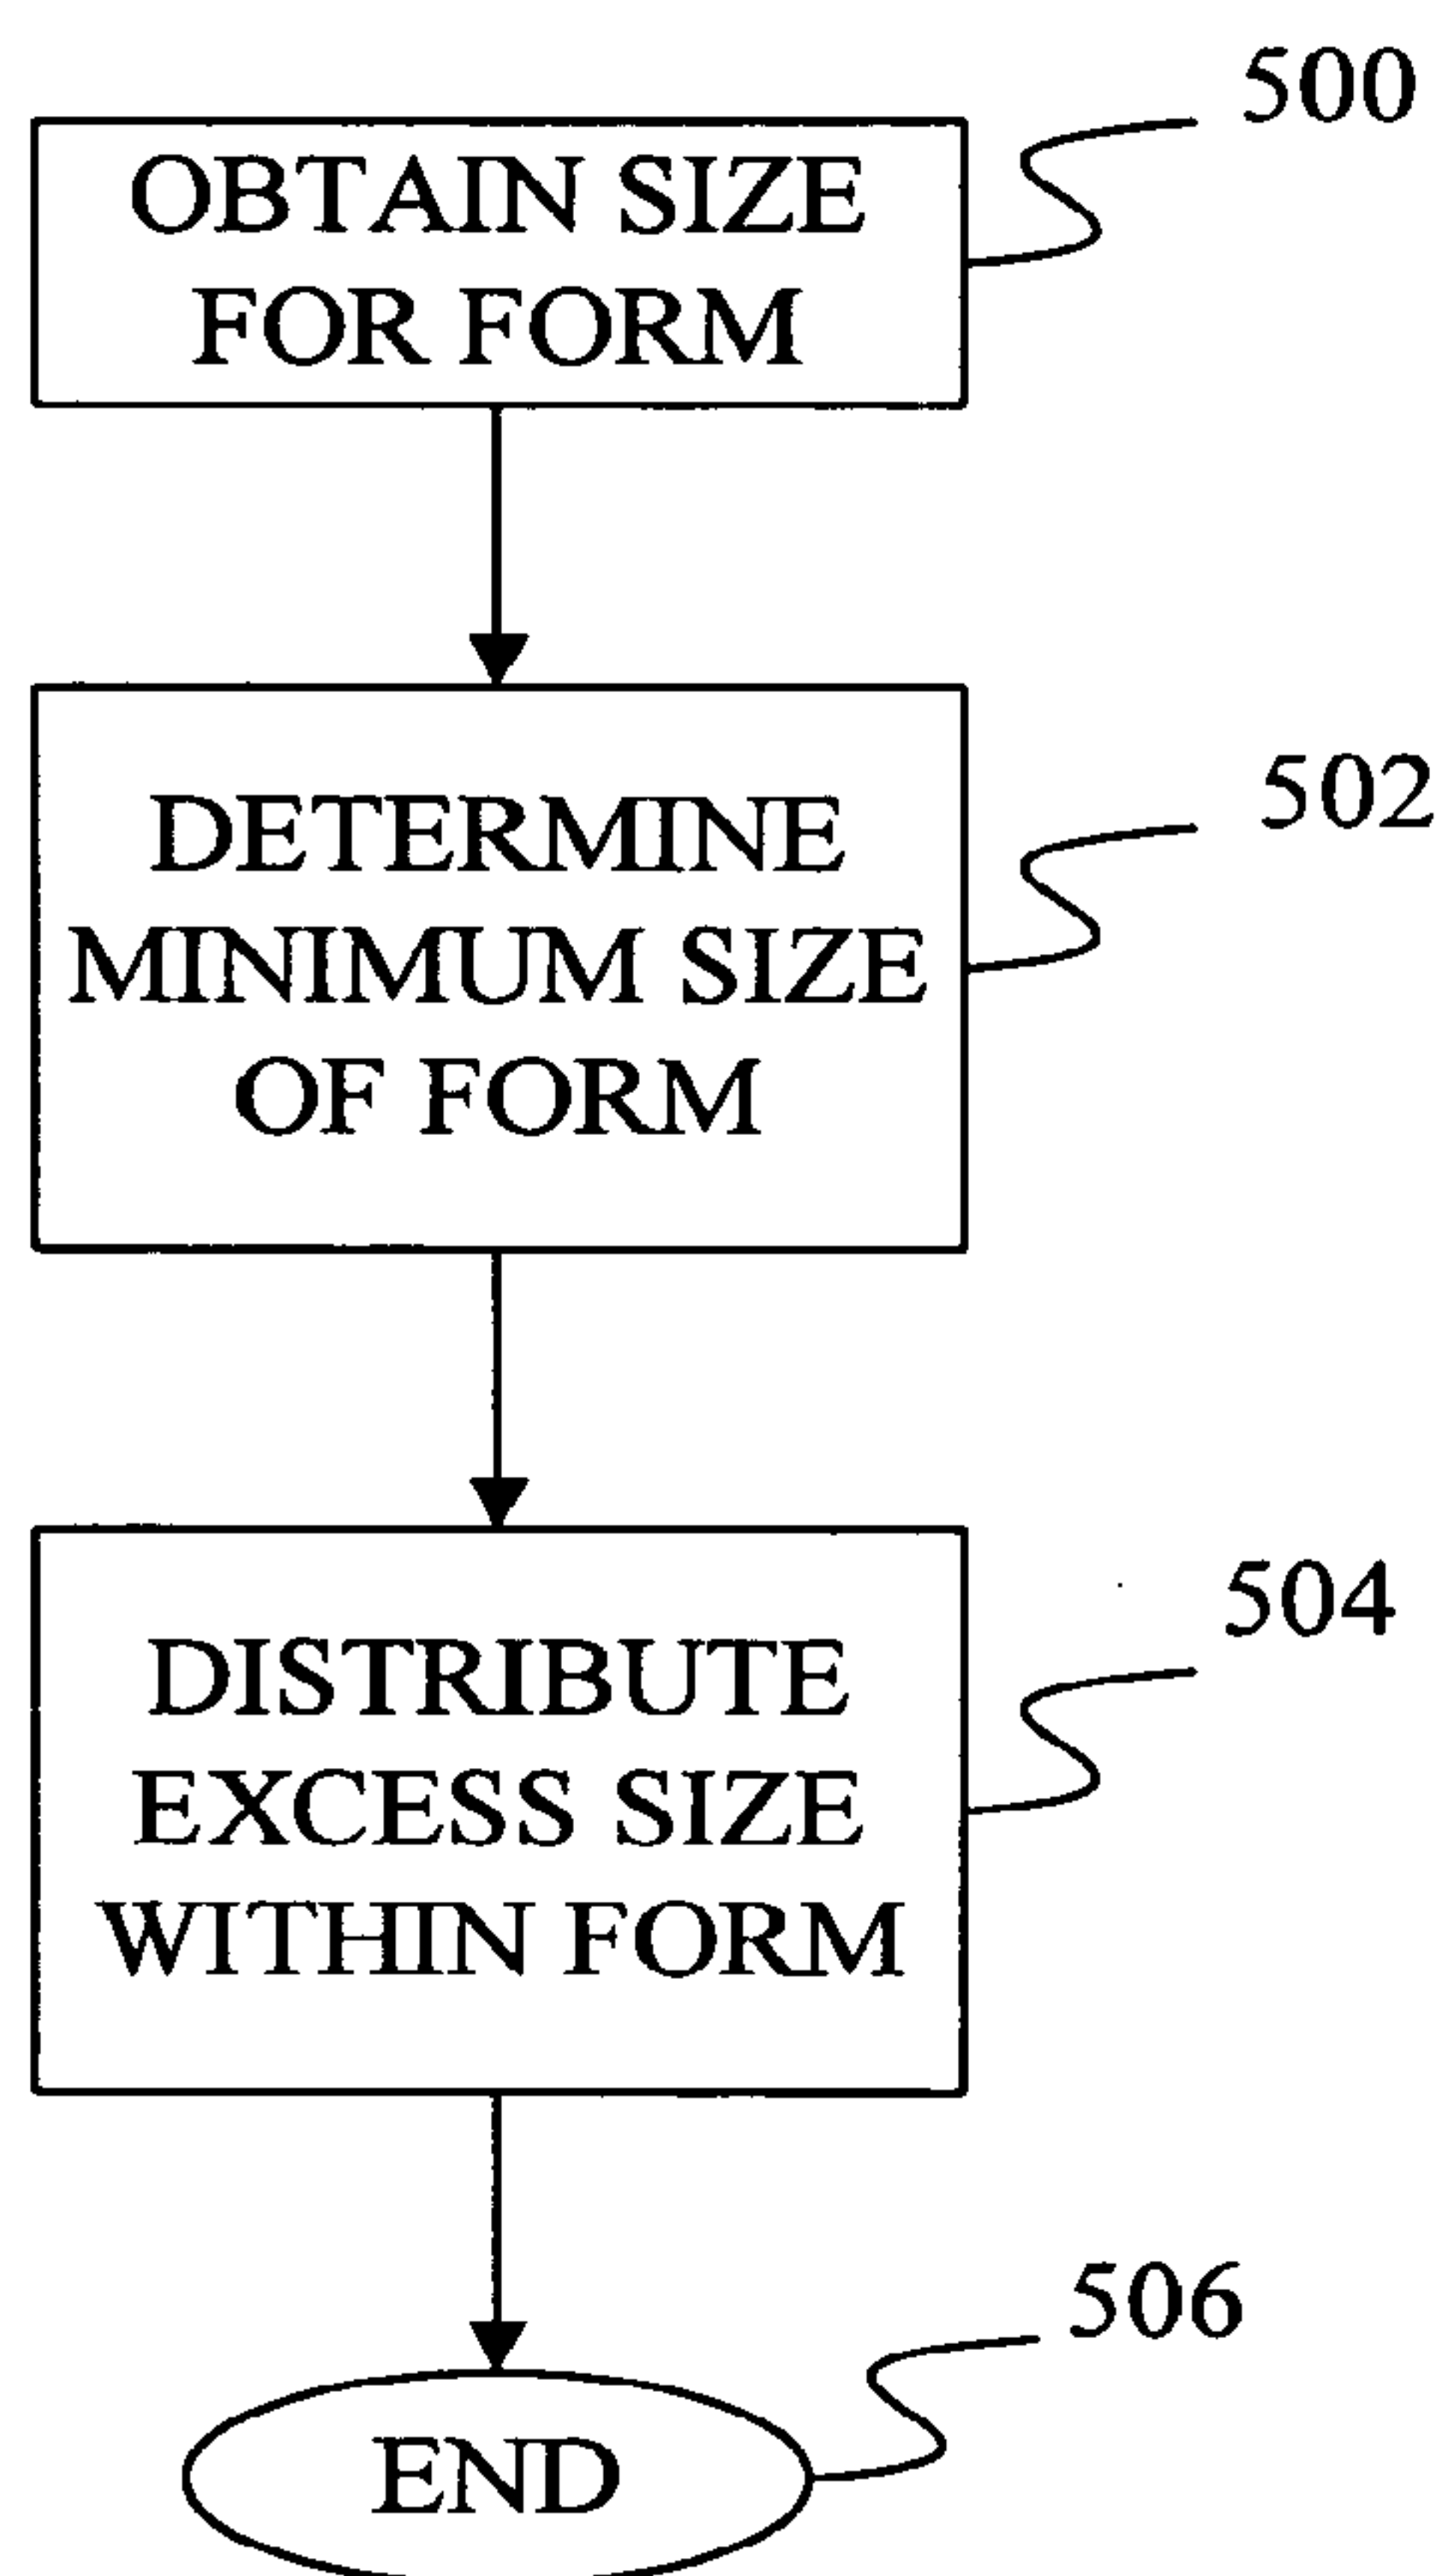 500
OBTAIN SIZE
FOR FORM
502
DETERMINE
MINIMUM SIZE
OF FORM
504
DISTRIBUTE
EXCESS SIZE
WITHIN FORM
506
END